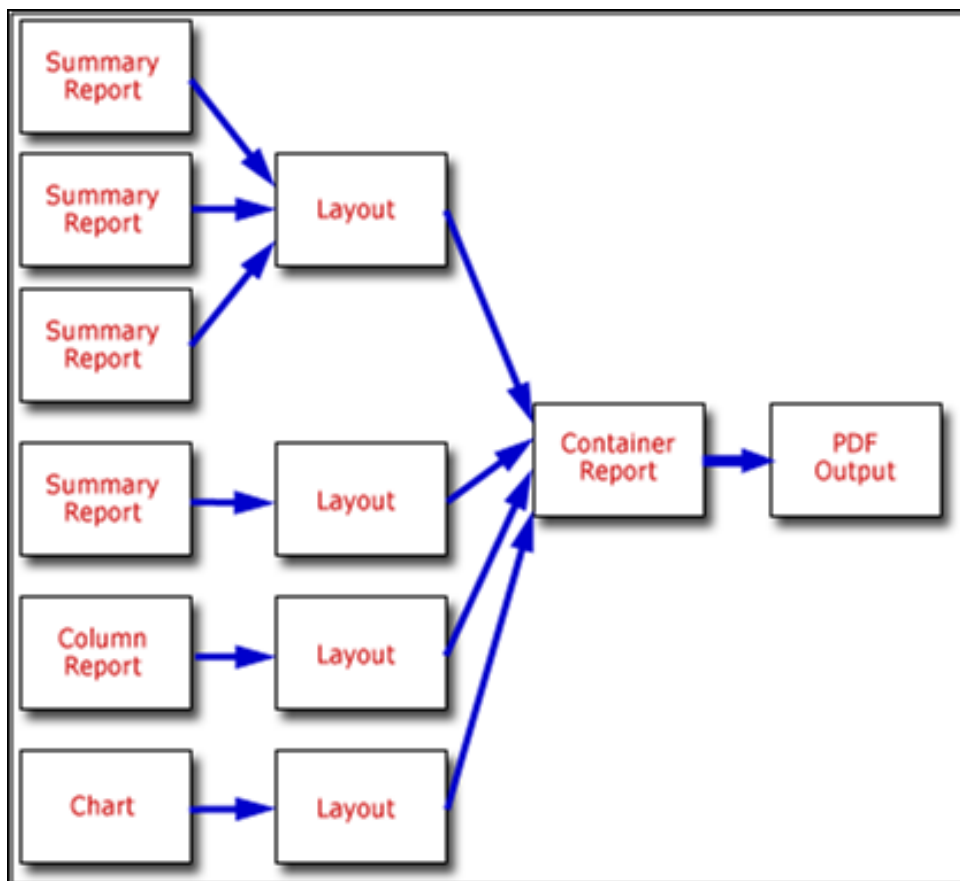 Summary
Report
Summary
Report
Layout
Summary
Report
Summary
Report
Layout
Container
Report
PDF
Output
Column
Report
Layout
Chart
Layout